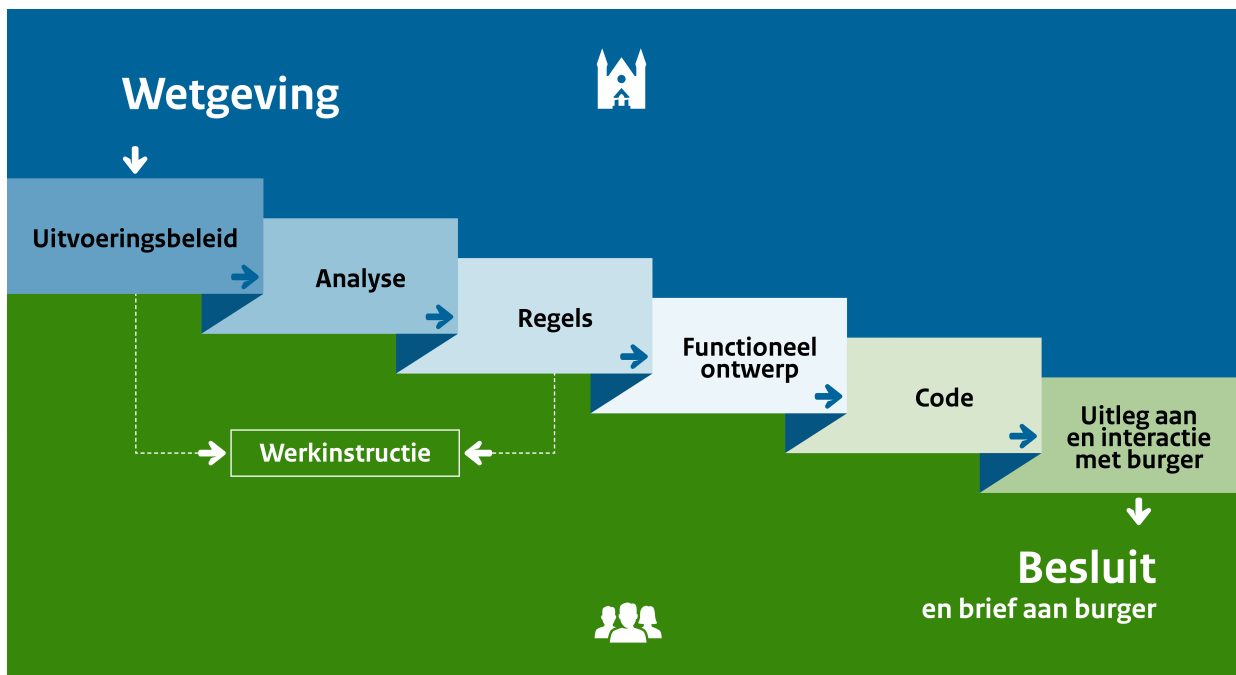 Wetgeving
Uitvoeringsbeleid
Analyse
Regels
Functioneel
ontwerp
Code
Uitleg aan
en interactie
met burger
Werkinstructie
Besluit
en brief aan burger